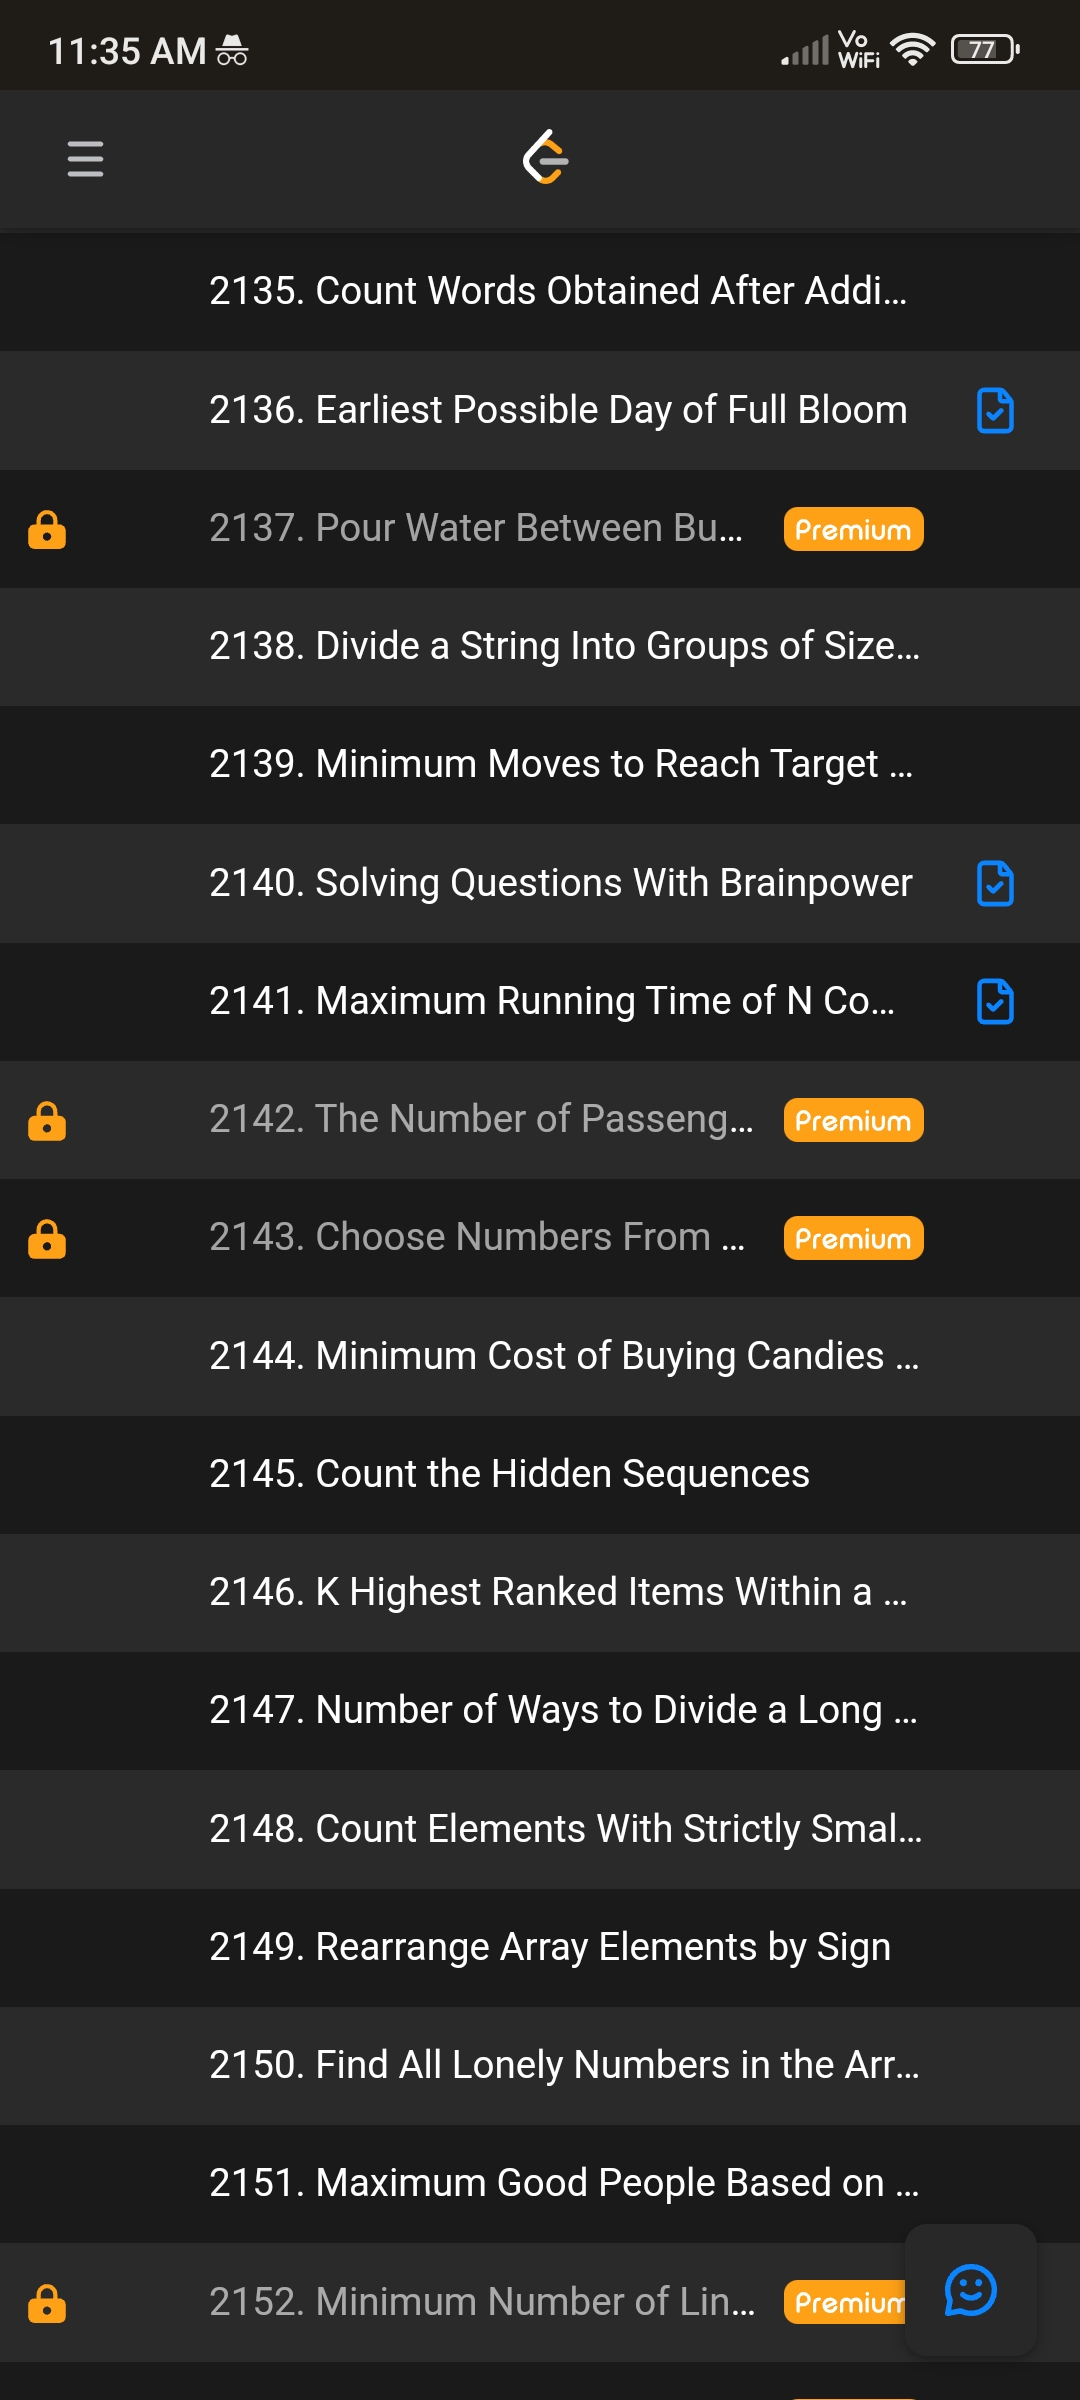 11:35 AM
Vo
WiFi
77
2135. Count Words Obtained After Addi...
2136. Earliest Possible Day of Full Bloom
2137. Pour Water Between Bu... Premium
2138. Divide a String Into Groups of Size...
2139. Minimum Moves to Reach Target ...
2140. Solving Questions With Brainpower
2141. Maximum Running Time of N Co...
2142. The Number of Passeng... Premium
2143. Choose Numbers From ... Premium
2144. Minimum Cost of Buying Candies ...
2145. Count the Hidden Sequences
2146. K Highest Ranked Items Within a ...
2147. Number of Ways to Divide a Long ...
2148. Count Elements With Strictly Smal...
2149. Rearrange Array Elements by Sign
2150. Find All Lonely Numbers in the Arr...
2151. Maximum Good People Based on ...
2152. Minimum Number of Lin... Premium